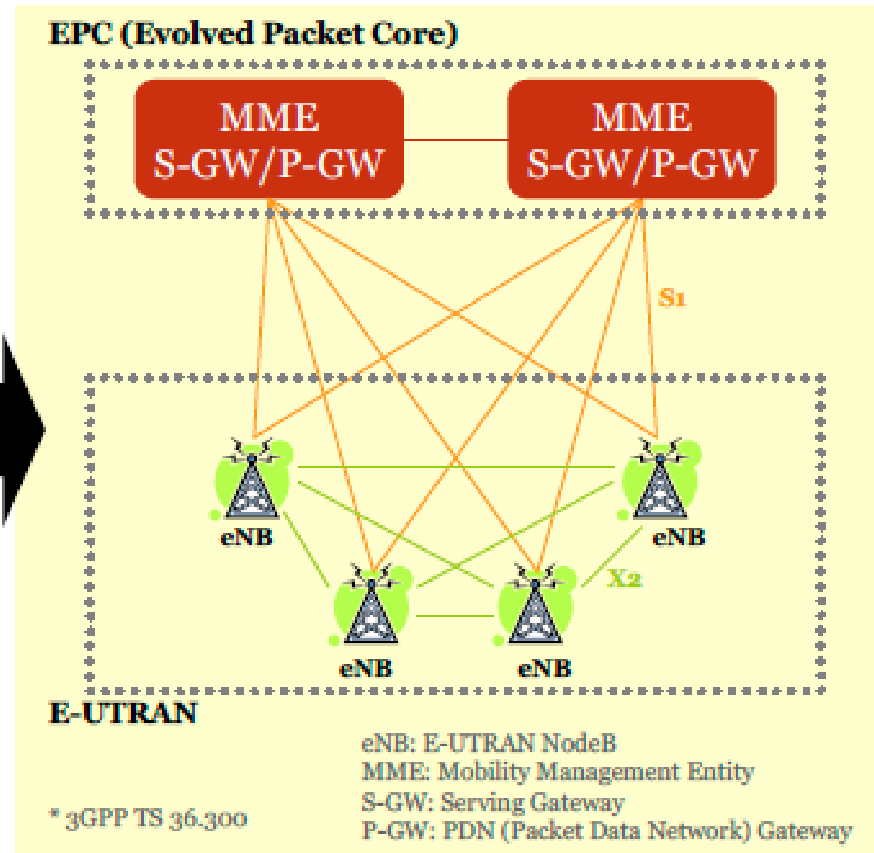 EPC (Evolved Packet Core)
MME
S-GW/P-GW
MME
S-GW/P-GW
S1
eNB
eNB
X2
eNB
eNB
E-UTRAN
eNB: E-UTRAN NodeB
MME: Mobility Management Entity
S-GW: Serving Gateway
* 3GPP TS 36.300
P-GW: PDN (Packet Data Network) Gateway